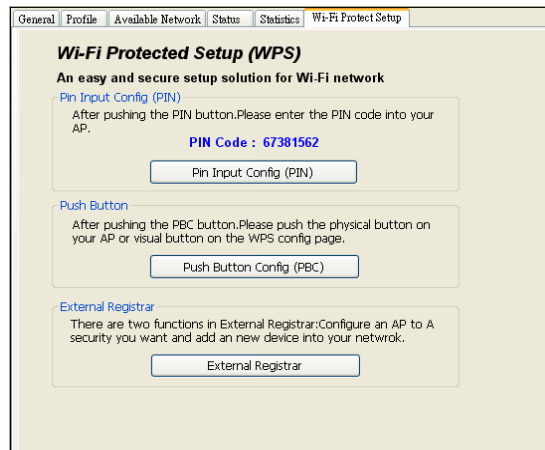 General Profile Available Network Status Statistics Wi-Fi Protect Setup
Wi-Fi Protected Setup (WPS)
An easy and secure setup solution for Wi-Fi network
Pin Input Config (PIN)
After pushing the PIN button.Please enter the PIN code into your
AP.
PIN Code : 67381562
Pin Input Config (PIN)
Push Button
After pushing the PBC button.Please push the physical button on
your AP or visual button on the WPS config page.
Push Button Config (PBC)
External Registrar
There are two functions in External Registrar:Configure an AP to A
security you want and add an new device into your netwrok.
External Registrar